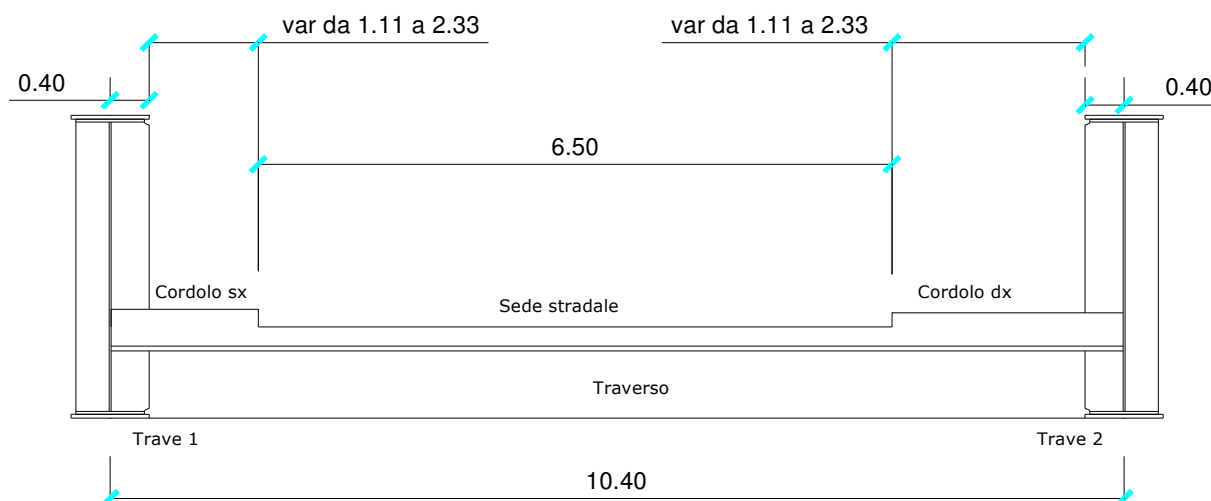 var da 1.11 a 2.33
var da 1.11 a 2.33
0.40
0.40
6.50
Cordolo sx
Cordolo dx
Sede stradale
Traverso
Trave 1
Trave 2
10.40